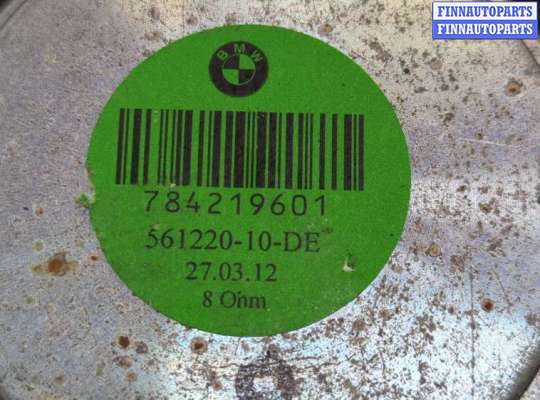 FINNAUTOPARTS
FINNAUTOPARTS
BMW
784219601
561220-10-DE
27.03.12
8 Ohm